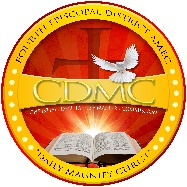 FOURTH EPISCOPAL DISTRICT AMEC
CDMC
"DAILY MAGNIFY CHRIST"